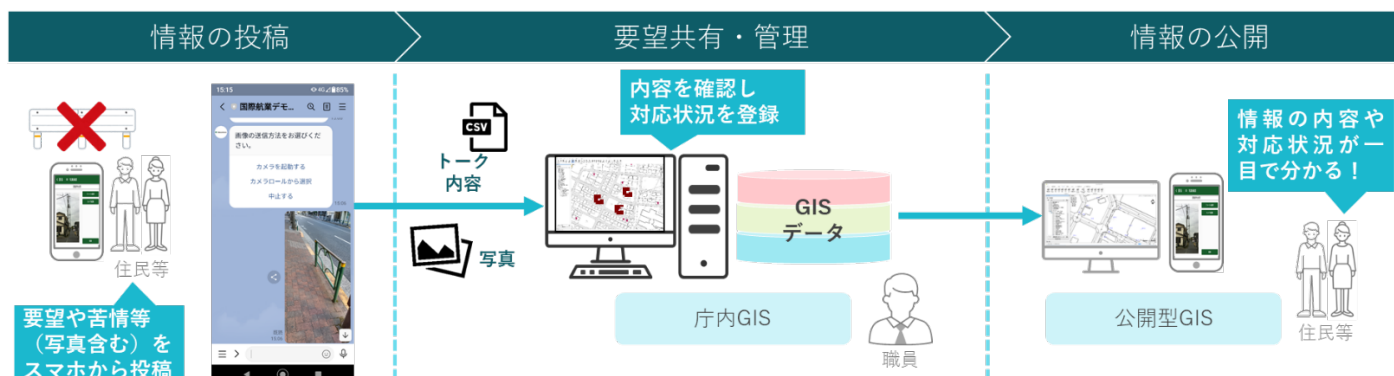 情報の投稿
要望共有・管理
情報の公開
15:15
4G
85%
国際航業デモ...
画像の送信方法をお選びくだ
さい。
カメラを起動する
カメラロールから選択
中止する
住民等
要望や苦情等
（写真含む）を
スマホから投稿
CSV
トーク
内容
写真
内容を確認し
対応状況を登録
GIS
データ
庁内GIS
職員
情報の内容や
対応状況が一
目で分かる！
公開型GIS
住民等